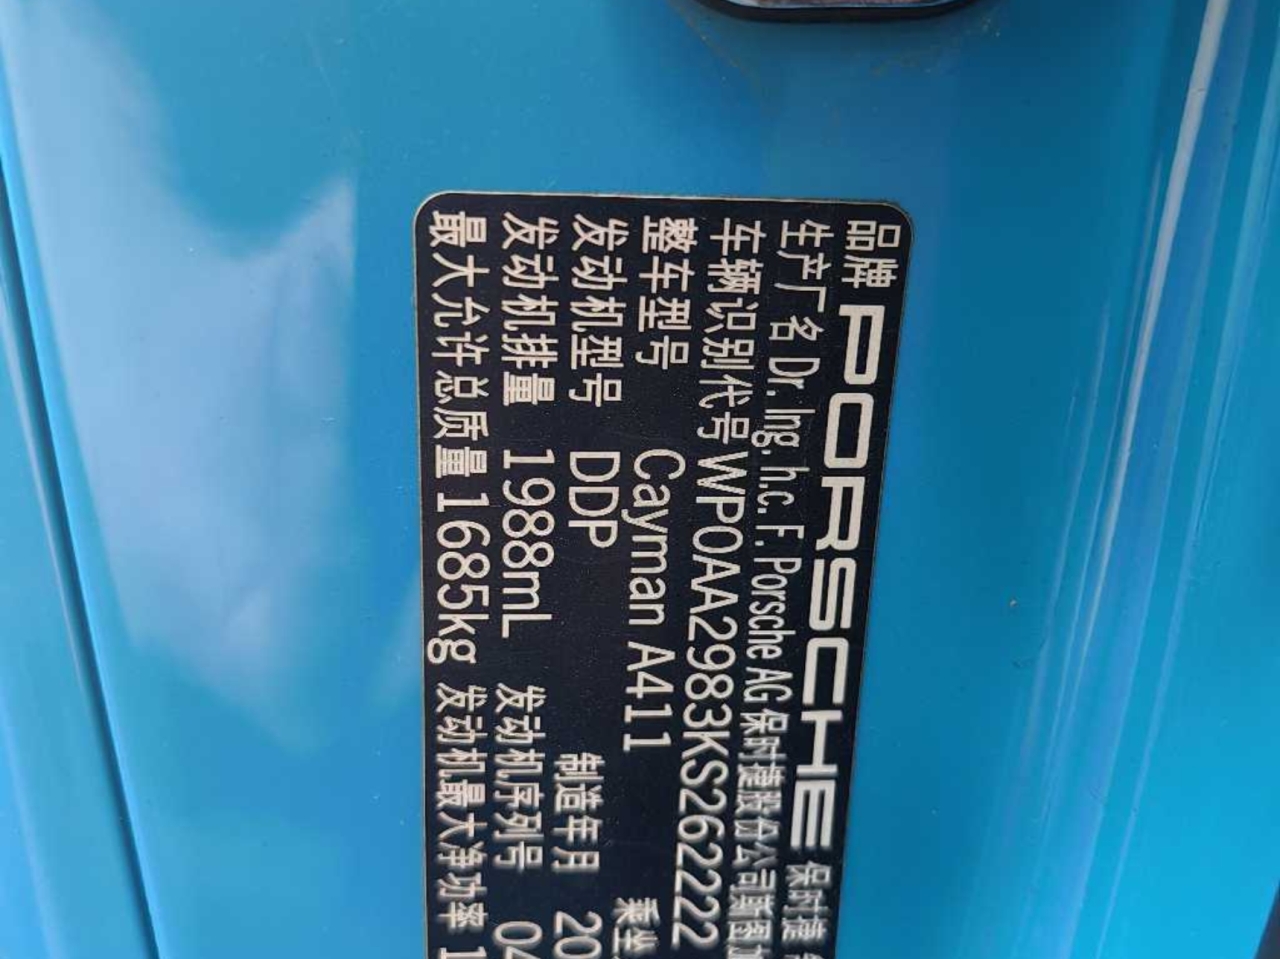 品牌 PORSCHE 保时捷
生产厂名 Dr. Ing. h.c. F. Porsche AG 保时捷股份公司斯图加
车辆识别代号 WP0AA2983KS262222
整车型号 Cayman A411 乘坐
发动机型号 DDP 制造年月 20
发动机排量 1988mL 发动机序列号 04
最大允许总质量 1685kg 发动机最大净功率 1